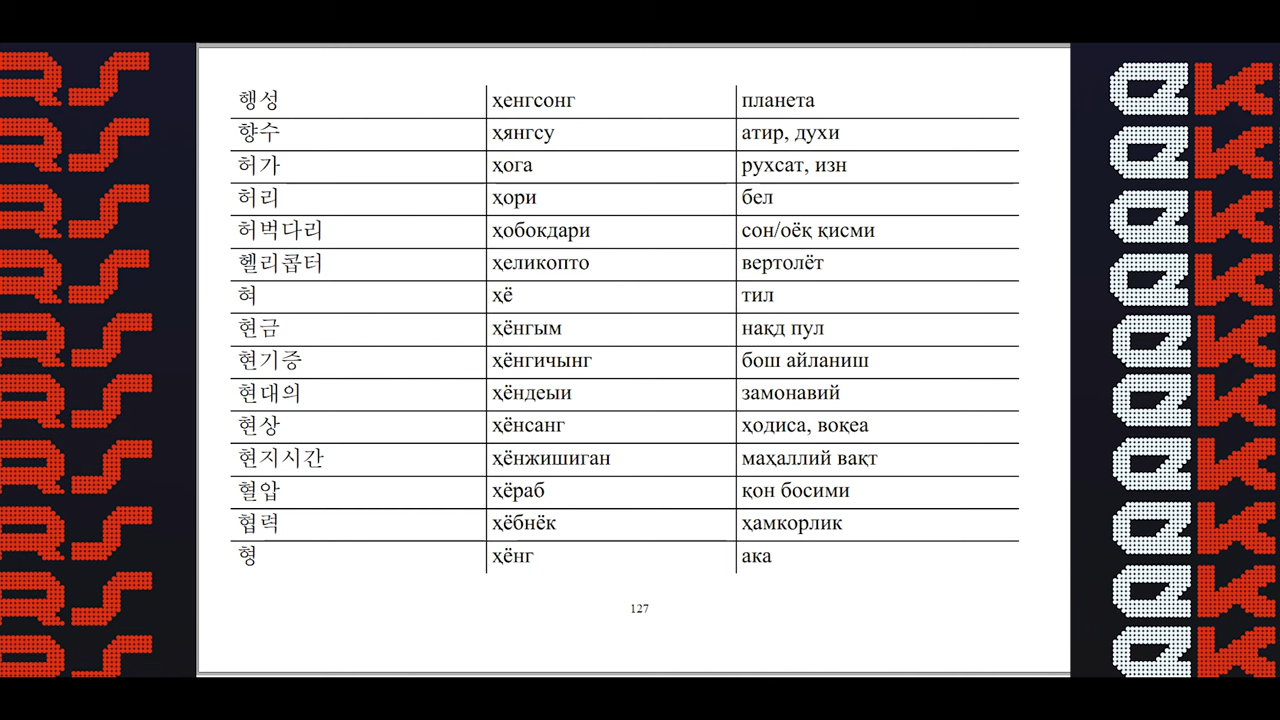 행성 ҳенгсонг планета
향수 ҳянгсу атир, духи
허가 ҳога рухсат, изн
허리 ҳори бел
허벅다리 ҳобокдари сон/оёқ қисми
헬리콥터 ҳеликопто вертолёт
혀 ҳё тил
현금 ҳёнгым нақд пул
현기증 ҳёнгичынг бош айланиш
현대의 ҳёндеыи замонавий
현상 ҳёнсанг ҳодиса, воқеа
현지시간 ҳёнжишиган маҳаллий вақт
혈압 ҳёраб қон босими
협력 ҳёбнёк ҳамкорлик
형 ҳёнг ака
127